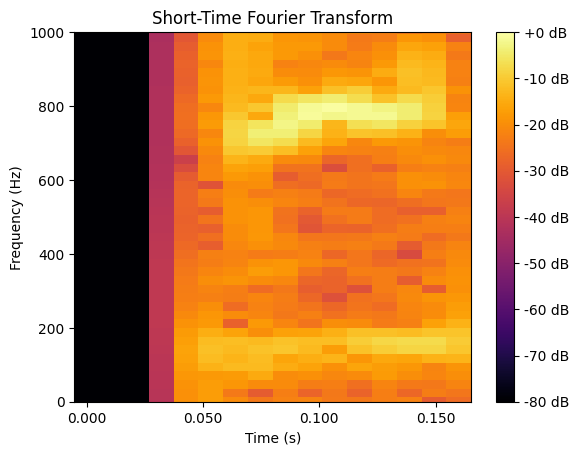 Short-Time Fourier Transform
1000
800
600
400
200
0
Frequency (Hz)
0.000
0.050
0.100
0.150
Time (s)
+0 dB
-10 dB
-20 dB
-30 dB
-40 dB
-50 dB
-60 dB
-70 dB
-80 dB